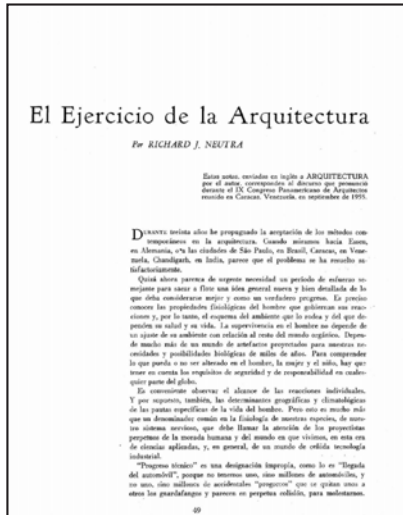 El Ejercicio de la Arquitectura
Por RICHARD J. NEUTRA
Estas notas, enviadas en inglés a ARQUITECTURA
por el autor, corresponden al discurso que pronunció
durante el IX Congreso Panamericano de Arquitectos
reunido en Caracas, Venezuela, en septiembre de 1955.
DURANTE treinta años he propugnado la aceptación de los métodos con-
temporáneos en la arquitectura. Cuando miramos hacia Essen,
en Alemania, o a las ciudades de São Paulo, en Brasil, Caracas, en Vene-
zuela, Chandigarh, en India, parece que el problema se ha resuelto sa-
tisfactoriamente.
Quizá ahora parezca de urgente necesidad un período de esfuerzo se-
mejante para sacar a flote una idea general nueva y bien detallada de lo
que deba considerarse mejor y como un verdadero progreso. Es preciso
conocer las propiedades fisiológicas del hombre que gobiernan sus reac-
ciones y, por lo tanto, el esquema del ambiente que lo rodea y del que de-
penden su salud y su vida. La supervivencia en el hombre no depende de
un ajuste de su ambiente con relación al resto del mundo orgánico. Depen-
de mucho más de un mundo de artefactos proyectados para nuestras ne-
cesidades y posibilidades biológicas de miles de años. Para comprender
lo que pueda o no ser alterado en el hombre, la mujer y el niño, hay que
tener en cuenta los requisitos de seguridad y de responsabilidad en cual-
quier parte del globo.
Es conveniente observar el alcance de las reacciones individuales.
Y por supuesto, también, las determinantes geográficas y climatológicas
de las pautas específicas de la vida del hombre. Pero esto es mucho más
que un denominador común en la fisiología de nuestras especies, de nues-
tro sistema nervioso, que debe llamar la atención de los proyectistas
perpetuos de la morada humana y del mundo en que vivimos, en esta era
de ciencias aplicadas, y, en general, de un mundo de ceñida tecnología
industrial.
"Progreso técnico" es una designación impropia, como lo es "llegada
del automóvil", porque no tenemos uno, sino millones de automóviles, y
no uno, sino millones de accidentales "progresos" que se quitan unos a
otros los guardafangos y parecen en perpetua colisión, para molestarnos.
49